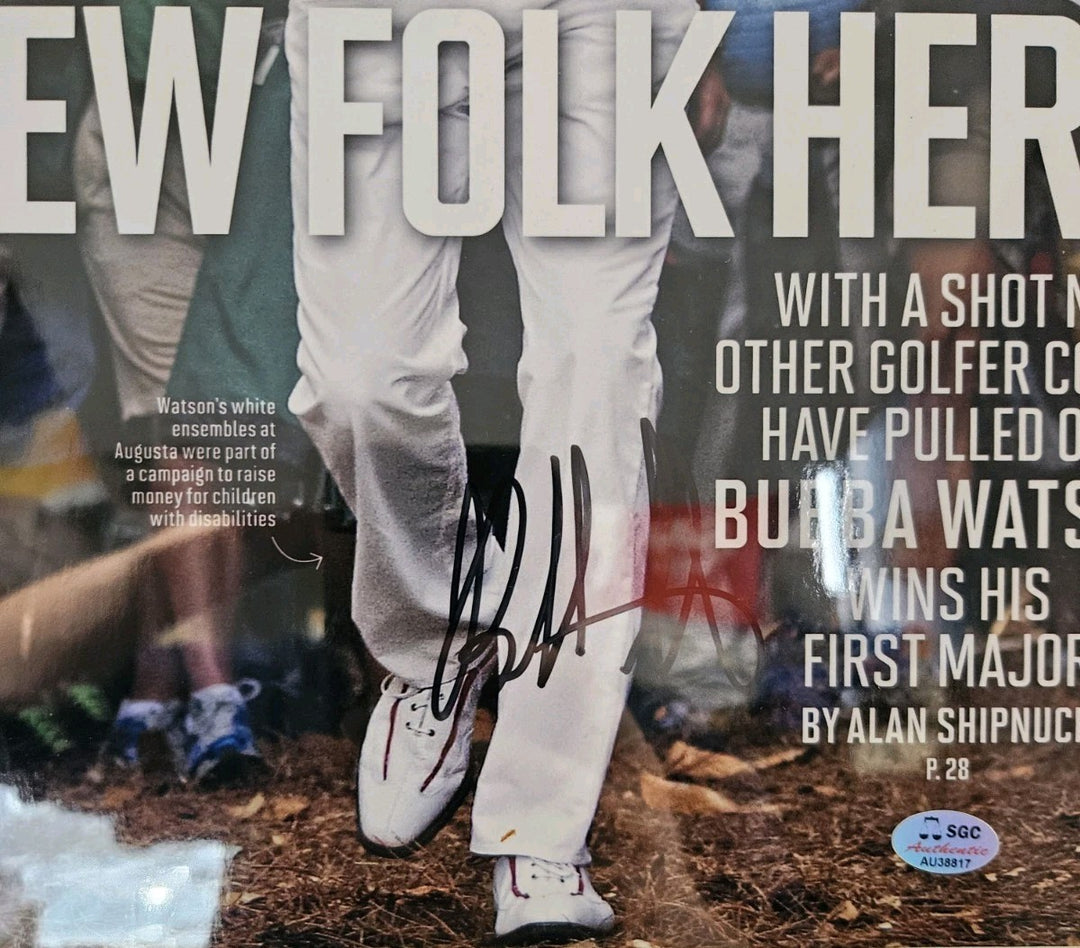 EW FOLK HER
WITH A SHOT N
OTHER GOLFER CO
HAVE PULLED O
BUBBA WATS
WINS HIS
FIRST MAJOR
BY ALAN SHIPNUCK
P. 28
Watson's white
ensembles at
Augusta were part of
a campaign to raise
money for children
with disabilities
SGC
Authentic
AU38817